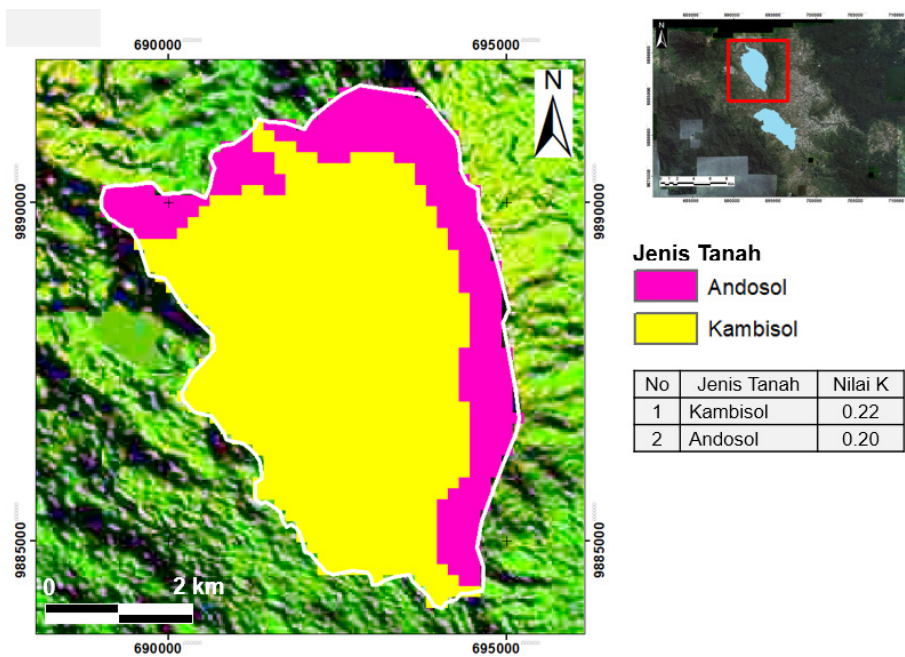 690000
695000
9890000
9885000
N
0
2 km
690000
695000
9890000
9885000
Jenis Tanah
Andosol
Kambisol
No Jenis Tanah Nilai K
1 Kambisol 0.22
2 Andosol 0.20